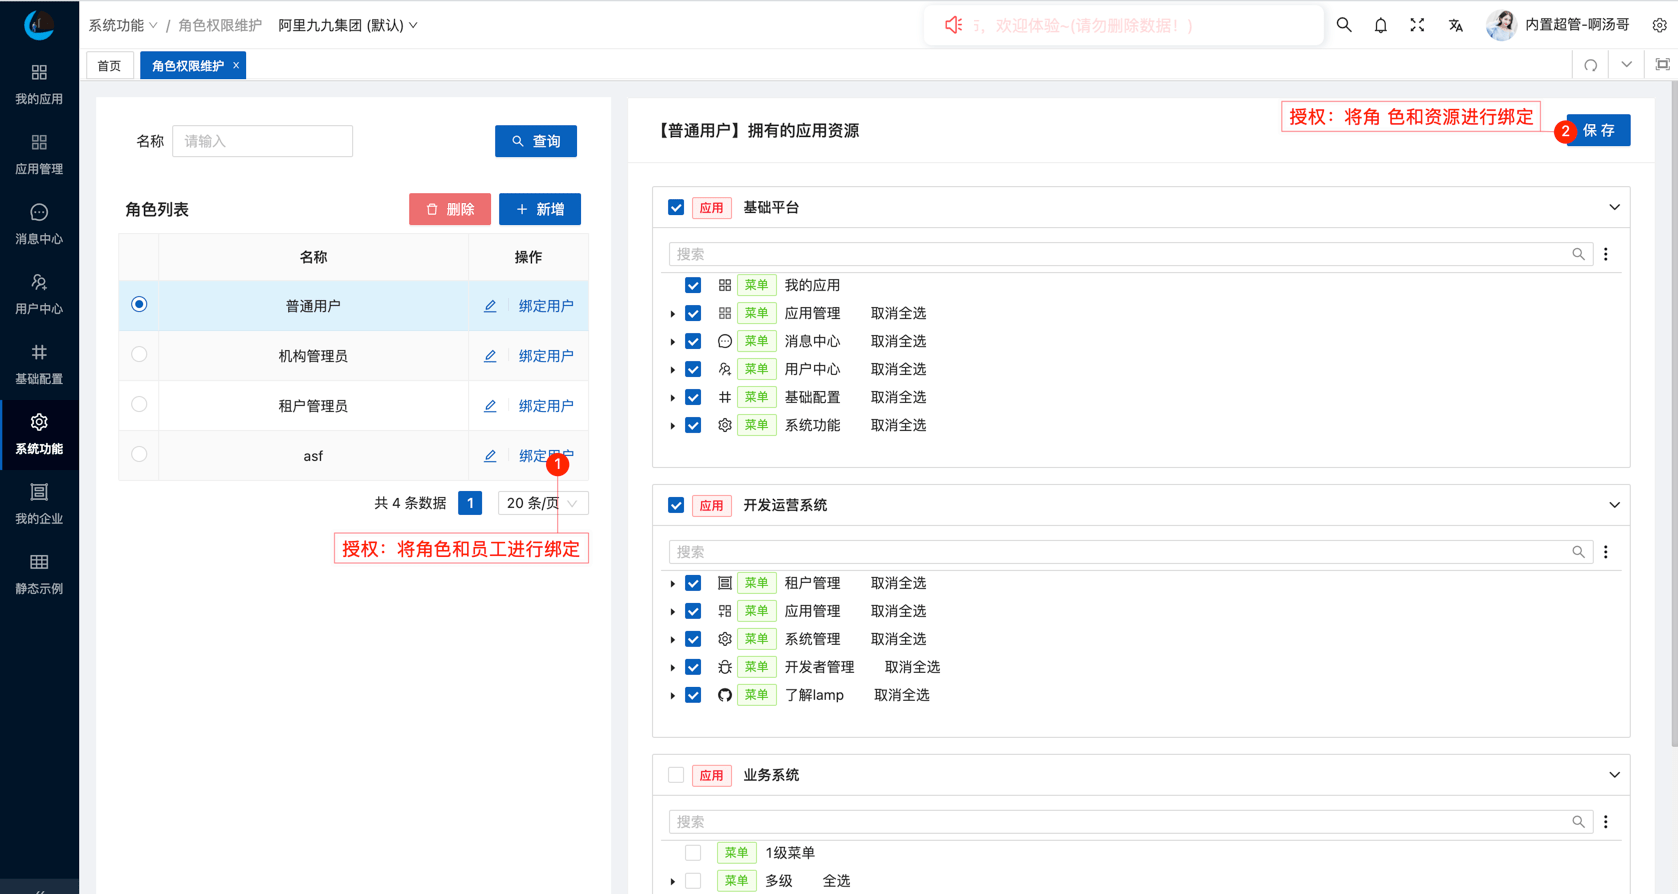 系统功能 / 角色权限维护 阿里九九集团 (默认)
欢迎体验~(请勿删除数据！)
内置超管-啊汤哥
首页
角色权限维护 ×
我的应用
应用管理
消息中心
用户中心
基础配置
系统功能
我的企业
静态示例
名称
请输入
查询
角色列表
删除
+ 新增
名称 操作
普通用户 绑定用户
机构管理员 绑定用户
租户管理员 绑定用户
asf 绑定用户
1
共 4 条数据 1 20 条/页
授权：将角色和员工进行绑定
【普通用户】拥有的应用资源
授权：将角 色和资源进行绑定
2
保 存
应用 基础平台
搜索
菜单 我的应用
菜单 应用管理 取消全选
菜单 消息中心 取消全选
菜单 用户中心 取消全选
菜单 基础配置 取消全选
菜单 系统功能 取消全选
应用 开发运营系统
搜索
菜单 租户管理 取消全选
菜单 应用管理 取消全选
菜单 系统管理 取消全选
菜单 开发者管理 取消全选
菜单 了解lamp 取消全选
应用 业务系统
搜索
菜单 1级菜单
菜单 多级 全选